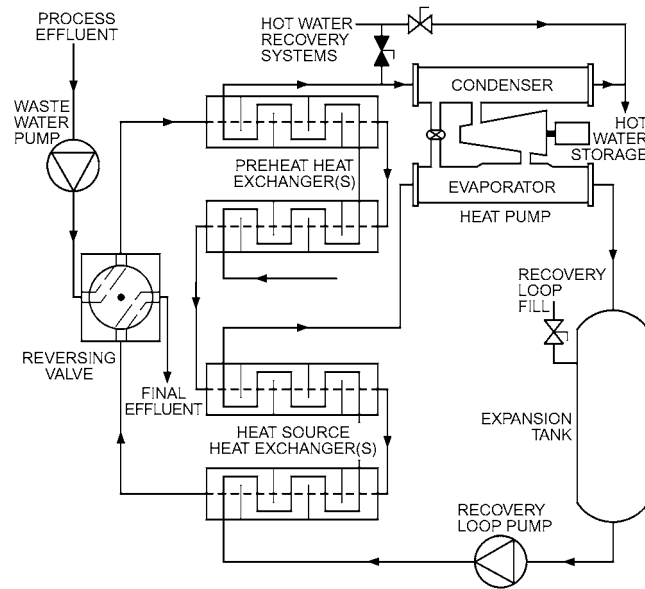 PROCESS
EFFLUENT
HOT WATER
RECOVERY
SYSTEMS
WASTE
WATER
PUMP
CONDENSER
HOT
WATER
STORAGE
PREHEAT HEAT
EXCHANGER(S)
EVAPORATOR
HEAT PUMP
RECOVERY
LOOP
FILL
REVERSING
VALVE
FINAL
EFFLUENT
EXPANSION
TANK
HEAT SOURCE
HEAT EXCHANGER(S)
RECOVERY
LOOP PUMP